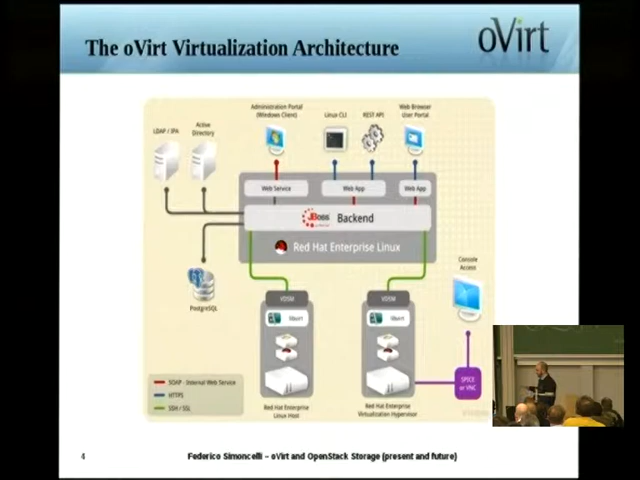 The oVirt Virtualization Architecture
oVirt
Administration Portal
(Windows Client)
Linux CLI
REST API
Web Browser
User Portal
LDAP / IPA
Active
Directory
Web Service
Web App
Web App
JBoss
Backend
Red Hat Enterprise Linux
PostgreSQL
Console
Access
VDSM
VDSM
libvirt
libvirt
SPICE
or VNC
SOAP - Internal Web Service
HTTPS
SSH / SSL
Red Hat Enterprise
Linux Host
Red Hat Enterprise
Virtualization Hypervisor
4
Federico Simoncelli – oVirt and OpenStack Storage (present and future)